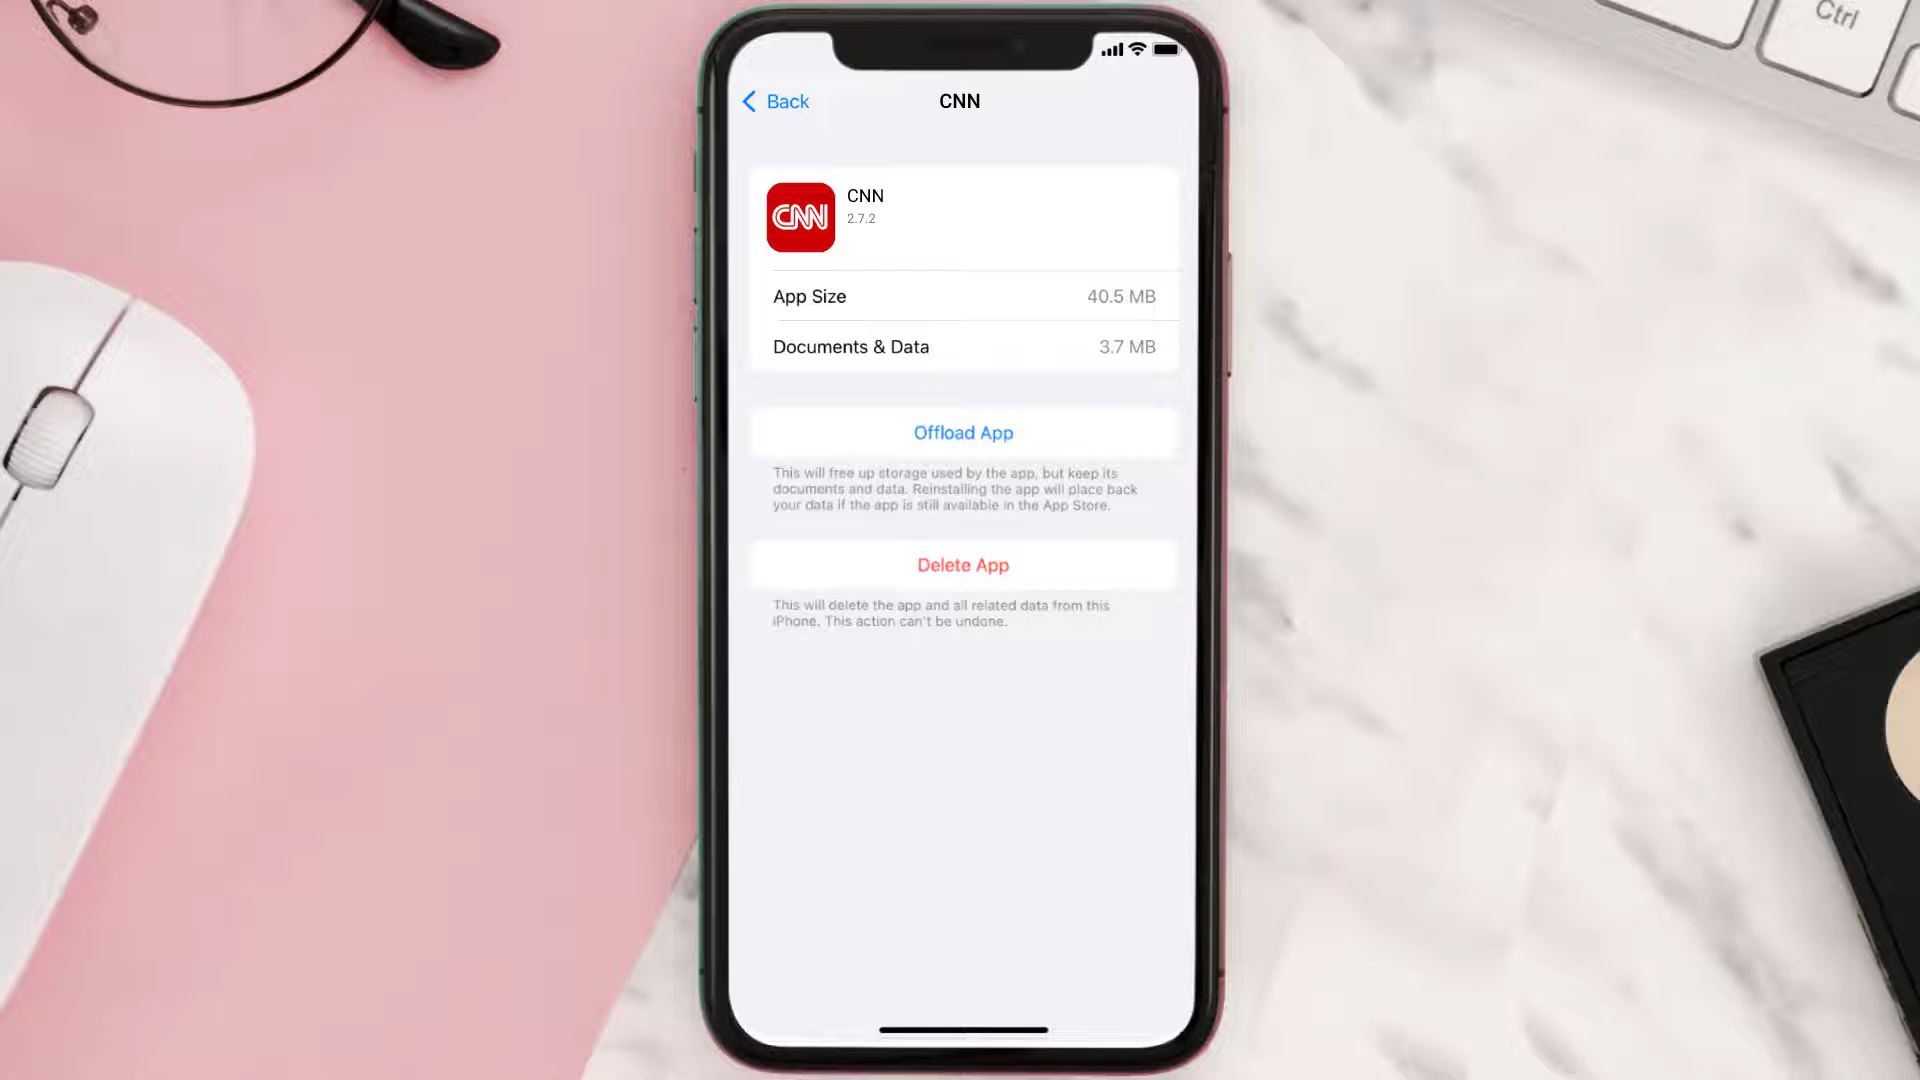 Ctrl
Back
CNN
CNN
CNN
2.7.2
App Size
40.5 MB
Documents & Data
3.7 MB
Offload App
This will free up storage used by the app, but keep its
documents and data. Reinstalling the app will place back
your data if the app is still available in the App Store.
Delete App
This will delete the app and all related data from this
iPhone. This action can't be undone.